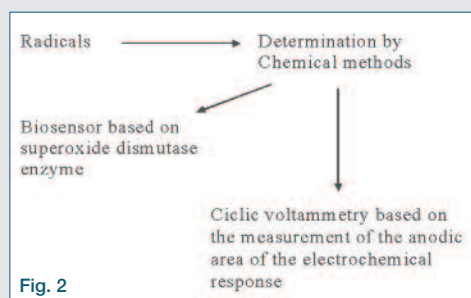 Radicals
Determination by
Chemical methods
Biosensor based on
superoxide dismutase
enzyme
Ciclic voltammetry based on
the measurement of the anodic
area of the electrochemical
response
Fig. 2